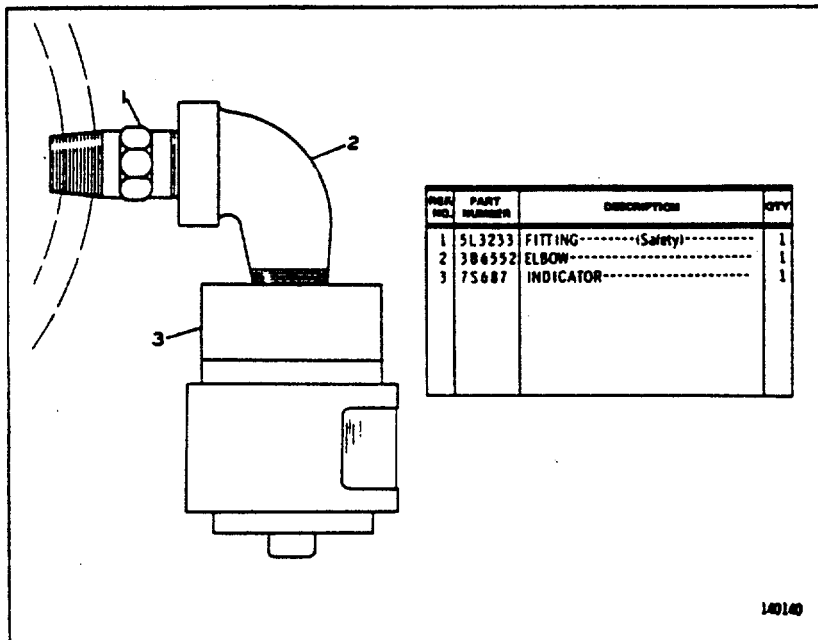 1
2
3
REF. NO. PART NUMBER DESCRIPTION QTY
1 5L3233 FITTING--------(Safety)---------- 1
2 3B6552 ELBOW---------------------------- 1
3 7S687 INDICATOR----------------------- 1
140140